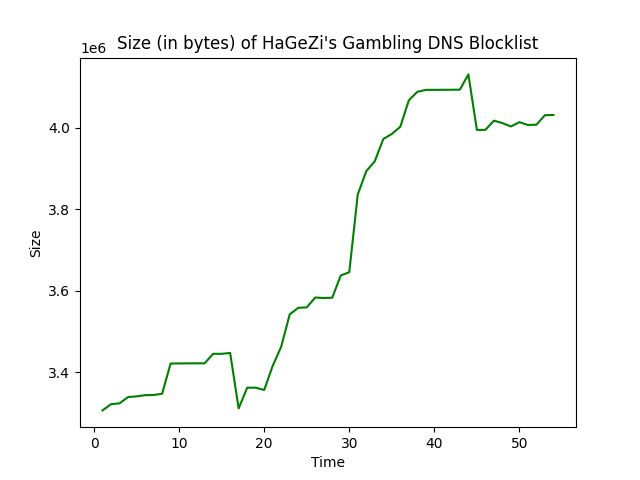 Size (in bytes) of HaGeZi's Gambling DNS Blocklist
1e6
4.0
3.8
3.6
3.4
Size
0 10 20 30 40 50
Time